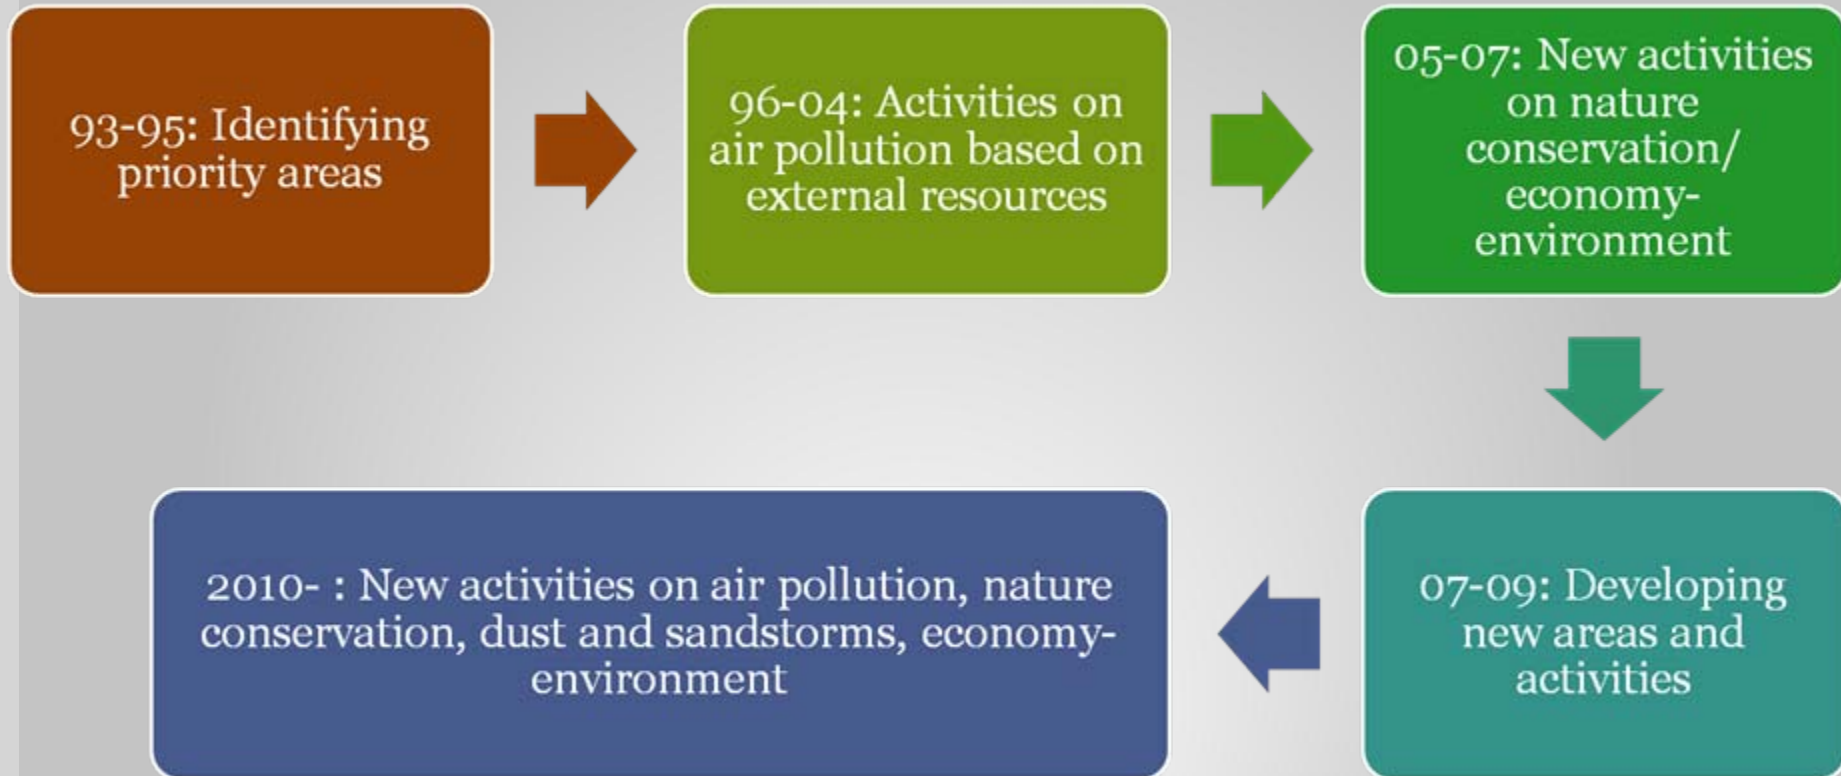 93-95: Identifying
priority areas
96-04: Activities on
air pollution based on
external resources
05-07: New activities
on nature
conservation/
economy-
environment
07-09: Developing
new areas and
activities
2010- : New activities on air pollution, nature
conservation, dust and sandstorms, economy-
environment